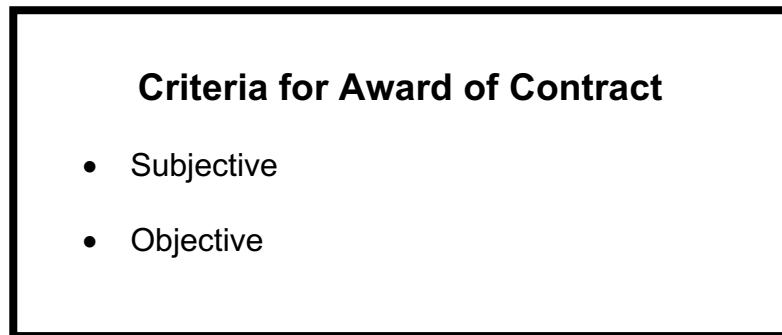 Criteria for Award of Contract
• Subjective
• Objective